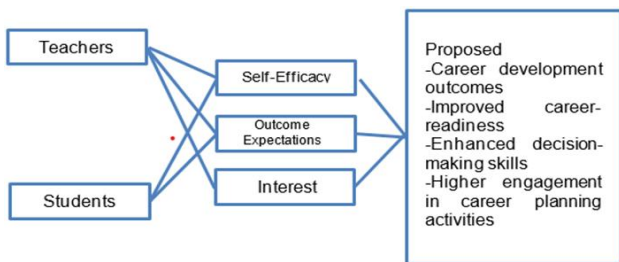 Teachers
Students
Self-Efficacy
Outcome
Expectations
Interest
Proposed
-Career development
outcomes
-Improved career-
readiness
-Enhanced decision-
making skills
-Higher engagement
in career planning
activities